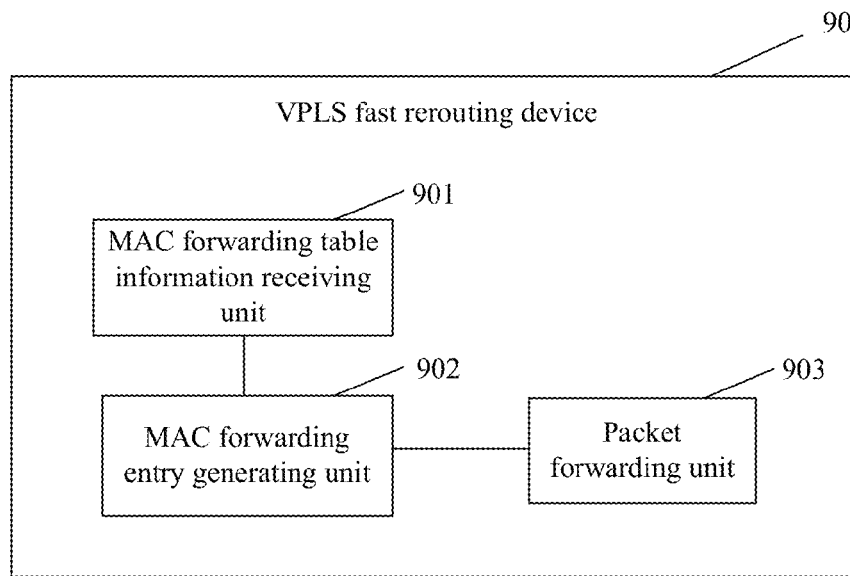 90
VPLS fast rerouting device
901
MAC forwarding table
information receiving
unit
902
MAC forwarding
entry generating unit
903
Packet
forwarding unit